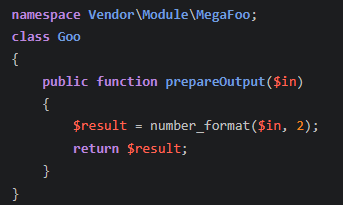 namespace Vendor\Module\MegaFoo;
class Goo
{
    public function prepareOutput($in)
    {
        $result = number_format($in, 2);
        return $result;
    }
}